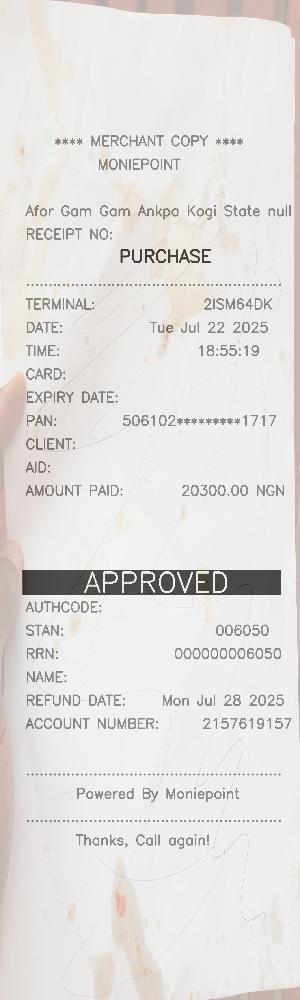 **** MERCHANT COPY ****
MONIEPOINT
Afor Gam Gam Ankpa Kogi State null
RECEIPT NO:
PURCHASE
TERMINAL: 2ISM64DK
DATE: Tue Jul 22 2025
TIME: 18:55:19
CARD:
EXPIRY DATE:
PAN: 506102*********1717
CLIENT:
AID:
AMOUNT PAID: 20300.00 NGN
APPROVED
AUTHCODE:
STAN: 006050
RRN: 000000006050
NAME:
REFUND DATE: Mon Jul 28 2025
ACCOUNT NUMBER: 2157619157
Powered By Moniepoint
Thanks, Call again!